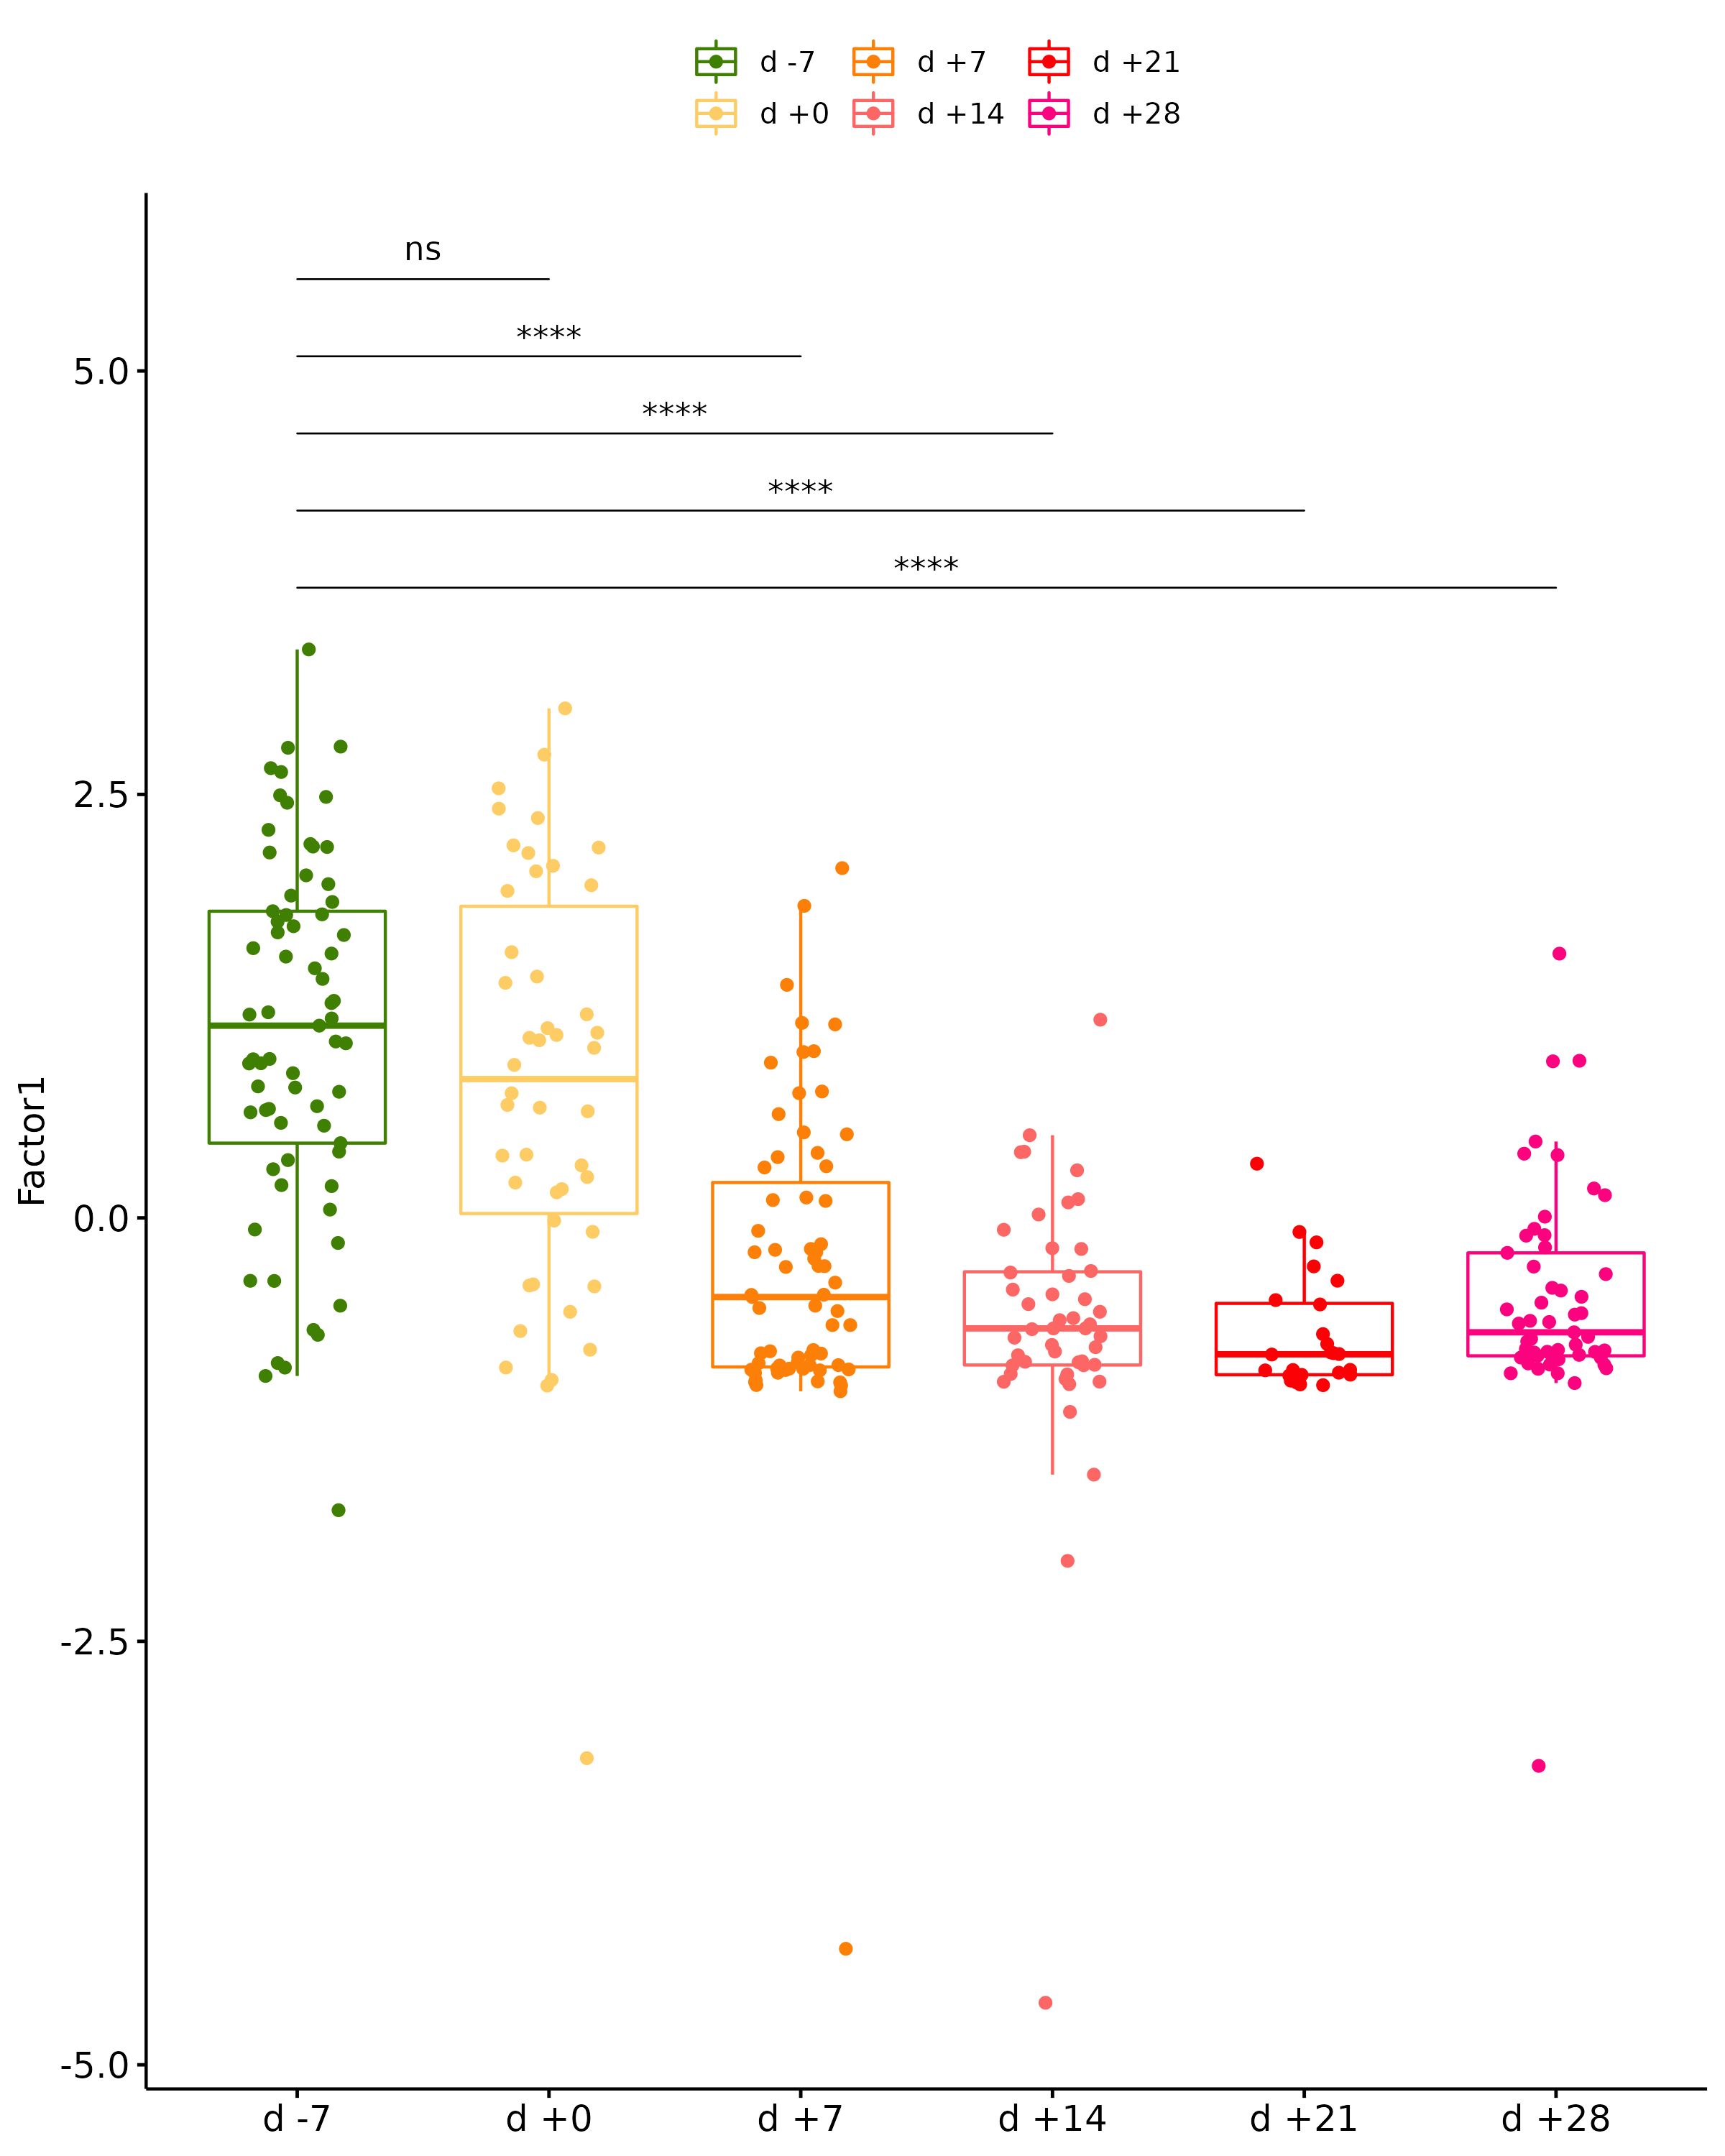 d -7 d +7 d +21
d +0 d +14 d +28
ns
****
5.0
****
****
****
2.5
Factor1
0.0
-2.5
-5.0
d -7 d +0 d +7 d +14 d +21 d +28